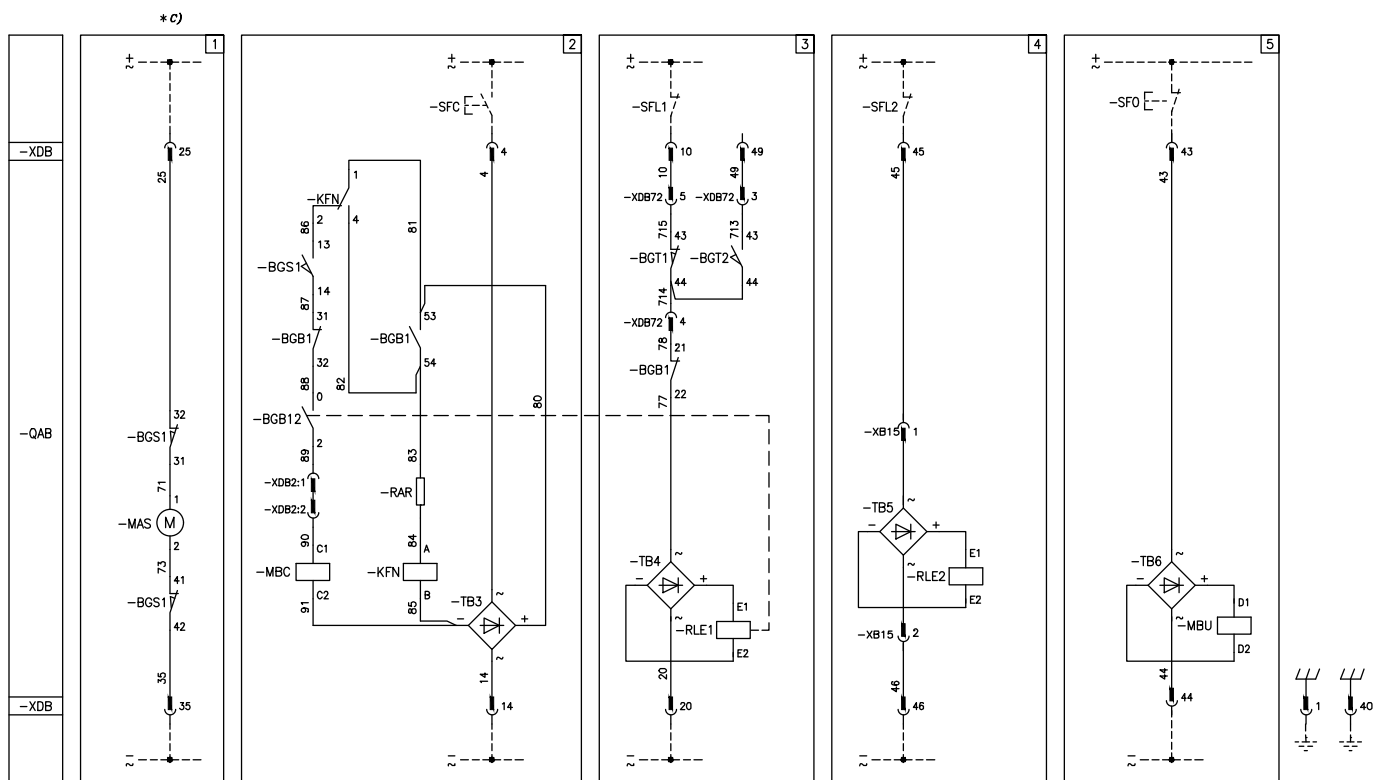 *c)
1
2
3
4
5
+
~
+
~
+
~
+
~
+
~
-SFC
-SFL1
-SFL2
-SFO
-XDB
25
4
10
49
45
43
25
1
4
10
49
45
43
-KFN
-XDB72
5
-XDB72
3
86
2
4
81
715
43
713
43
13
-BGS1
-BGT1
-BGT2
14
44
44
87
714
31
53
-XDB72
4
-BGB1
-BGB1
78
21
32
54
-BGB1
88
82
22
0
80
77
-QAB
32
-BGB12
-BGS1
2
-XB15
1
31
89
83
71
-XDB2:1
-RAR
1
-XDB2:2
~
-MAS
M
-TB5
-
+
2
90
84
~
E1
73
C1
A
~
~
41
-MBC
-KFN
-TB4
-RLE2
-TB6
-
+
-
+
-BGS1
C2
B
E2
91
85
-TB3
~
~
E1
~
D1
42
-
+
-RLE1
-XB15
2
-MBU
~
E2
D2
35
14
20
46
44
-XDB
35
14
20
46
44
1
40
-
~
-
~
-
~
-
~
-
~